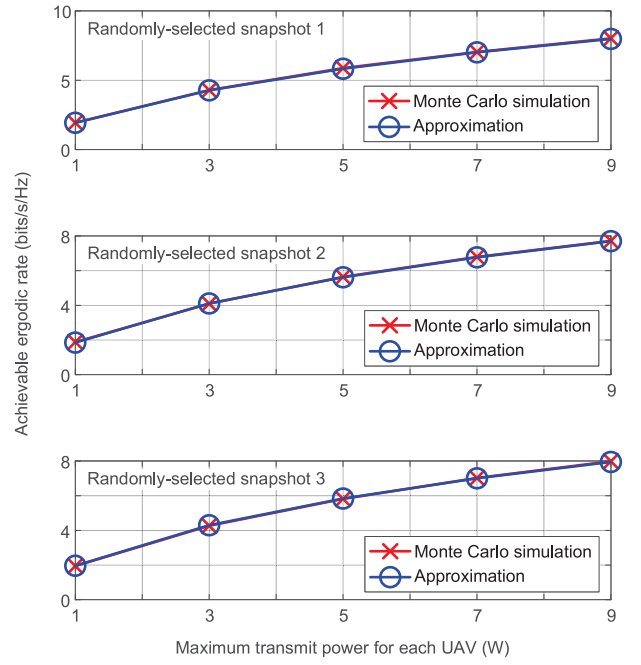 Achievable ergodic rate (bits/s/Hz)
10
5
0
Randomly-selected snapshot 1
Monte Carlo simulation
Approximation
1 3 5 7 9
8
4
0
Randomly-selected snapshot 2
Monte Carlo simulation
Approximation
1 3 5 7 9
8
4
0
Randomly-selected snapshot 3
Monte Carlo simulation
Approximation
1 3 5 7 9
Maximum transmit power for each UAV (W)